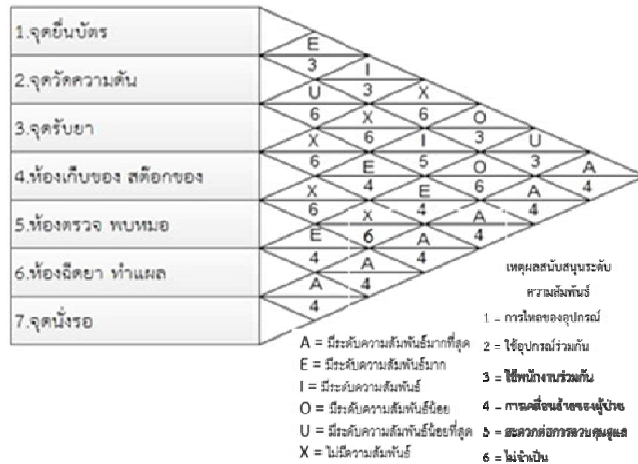 1.จุดยื่นบัตร
E
3 I
2.จุดวัดความดัน
U 3 X
6 X 6 O
3.จุดรับยา
X 6 I 3 U
6 E 5 O 3 A
4.ห้องเก็บของ สต๊อกของ
X 4 E 6 A 4
6 X 4 A 4
5.ห้องตรวจ พบหมอ
E 6 A 4
4 A 4
6.ห้องฉีดยา ทำแผล
A 4
4
7.จุดนั่งรอ
A = มีระดับความสัมพันธ์มากที่สุด
E = มีระดับความสัมพันธ์มาก
I = มีระดับความสัมพันธ์
O = มีระดับความสัมพันธ์น้อย
U = มีระดับความสัมพันธ์น้อยที่สุด
X = ไม่มีความสัมพันธ์
เหตุผลสนับสนุนระดับ
ความสัมพันธ์
1 - การไหลของอุปกรณ์
2 = ใช้อุปกรณ์ร่วมกัน
3 = ใช้พนักงานร่วมกัน
4 - การเคลื่อนย้ายของผู้ป่วย
5 = สะดวกต่อการควบคุมดูแล
6 = ไม่จำเป็น